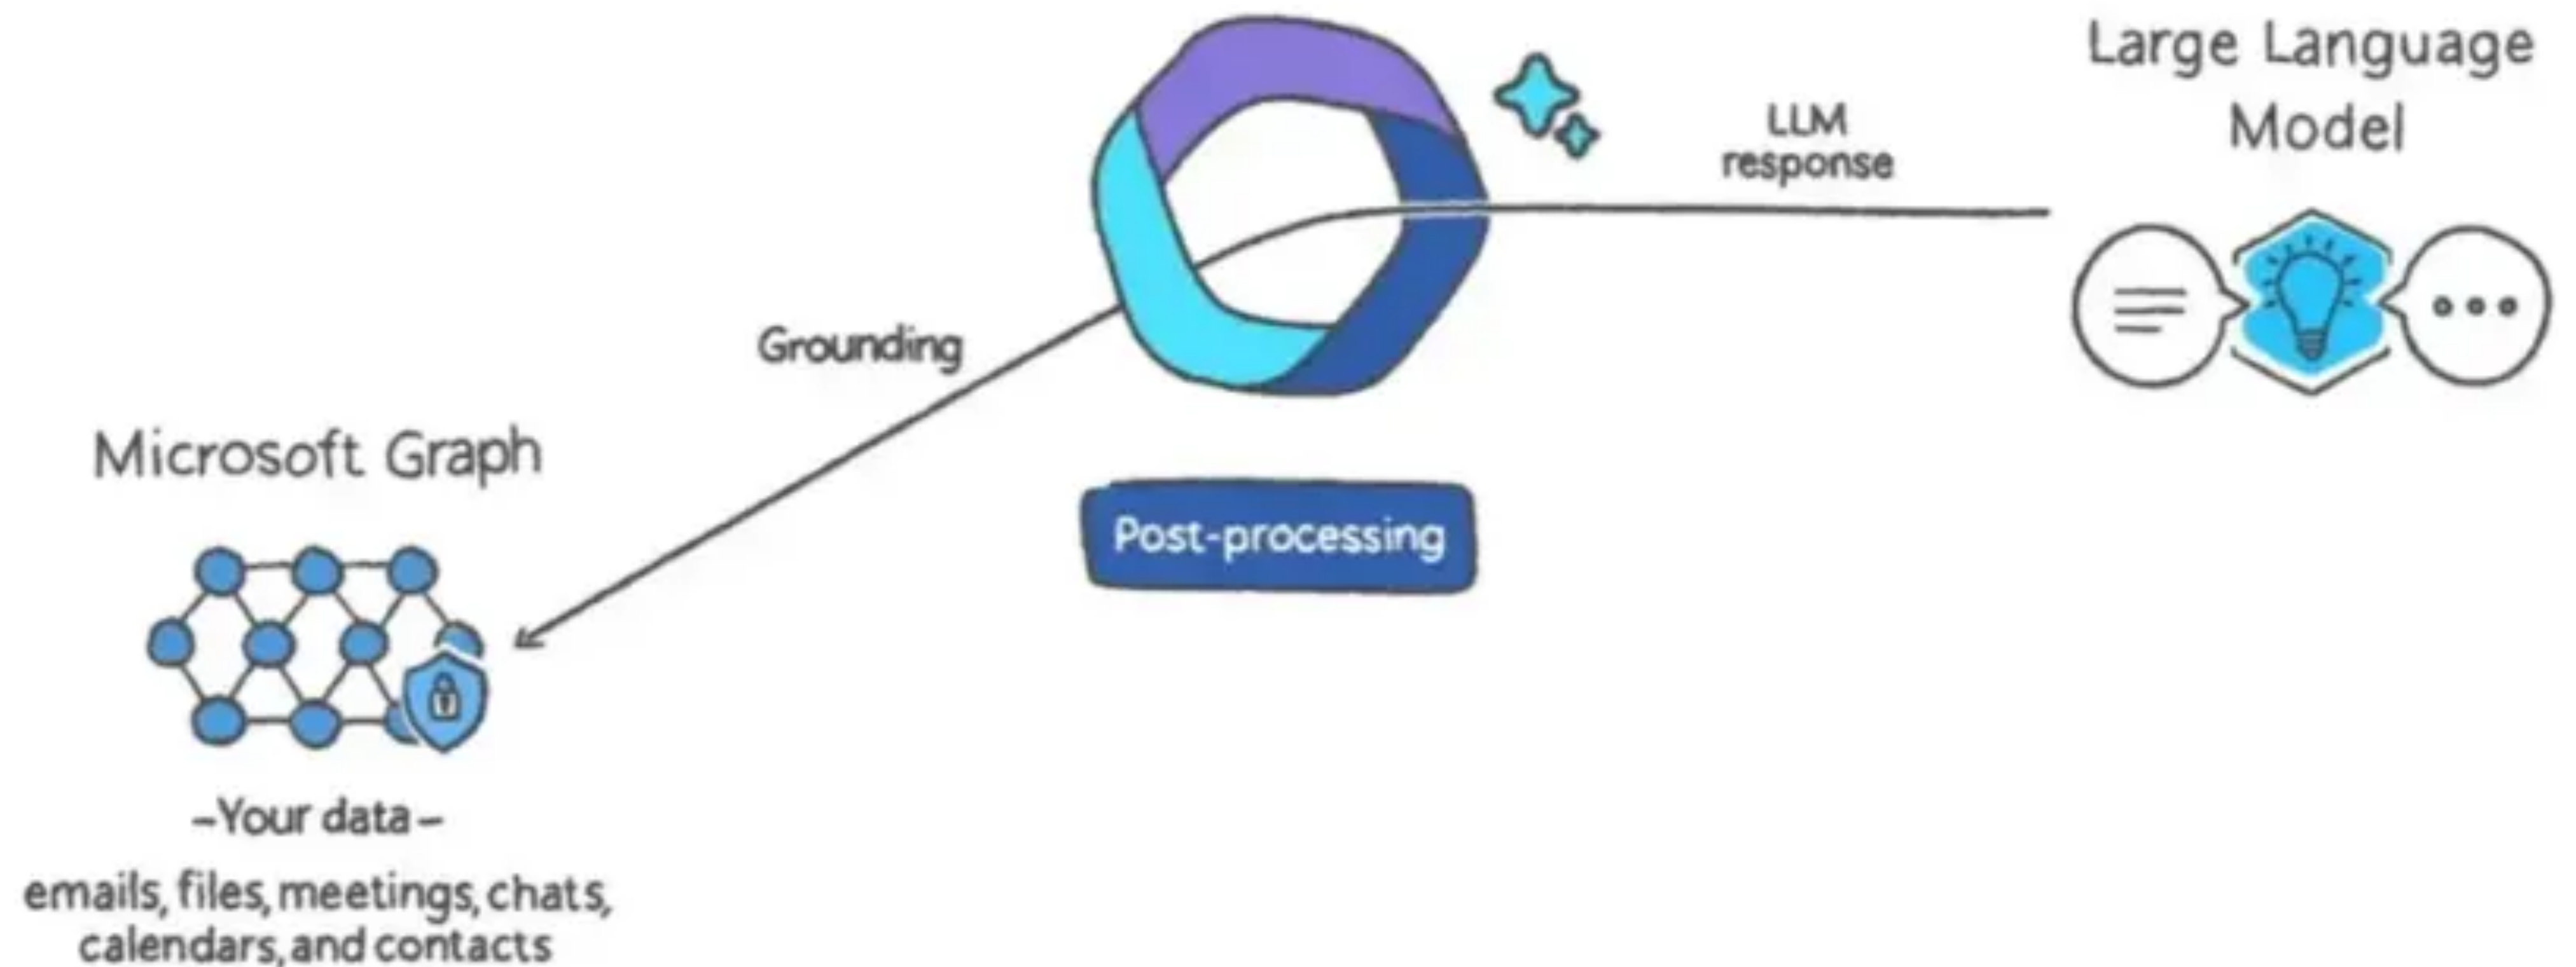 Large Language
Model
LLM
response
Grounding
Microsoft Graph
Post-processing
-Your data-
emails, files, meetings, chats,
calendars, and contacts